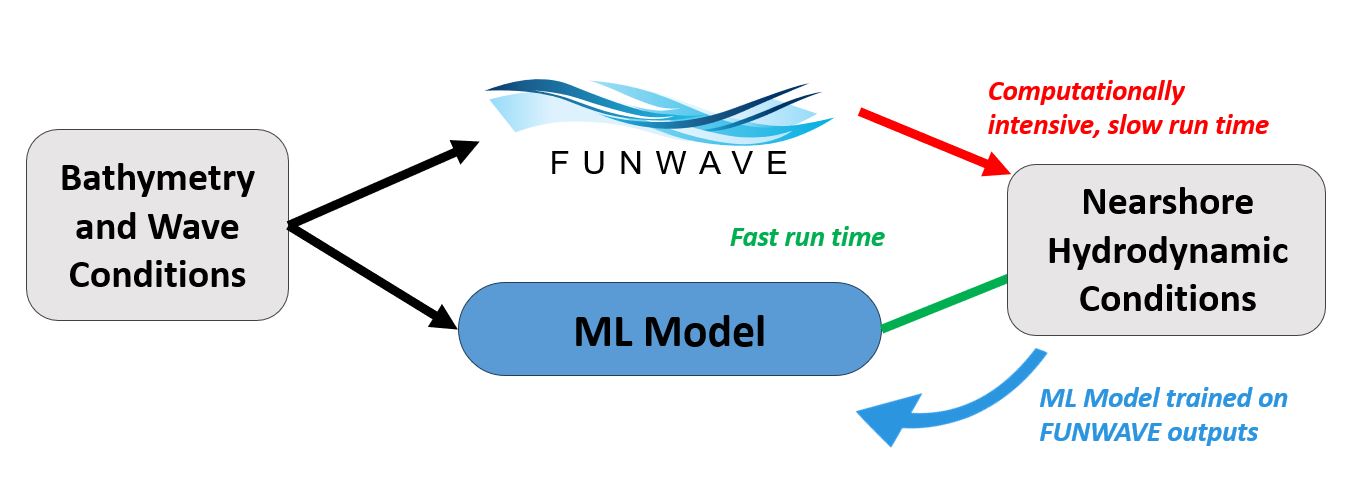 Bathymetry
and Wave
Conditions
FUNWAVE
Computationally
intensive, slow run time
Fast run time
ML Model
Nearshore
Hydrodynamic
Conditions
ML Model trained on
FUNWAVE outputs